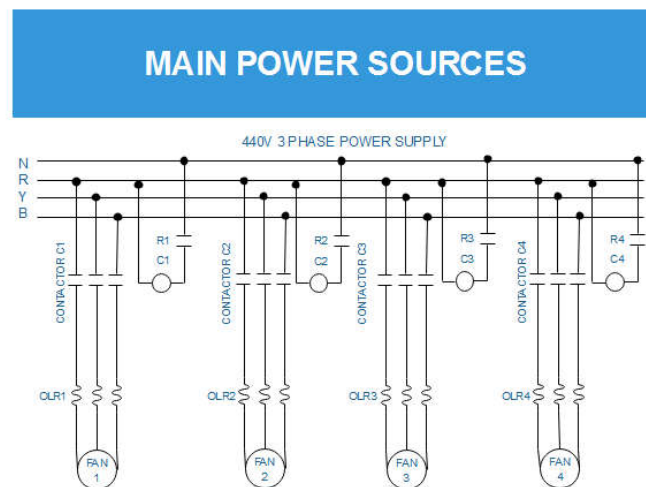 MAIN POWER SOURCES
440V 3 PHASE POWER SUPPLY
N
R
Y
B
CONTACTOR C1
R1
C1
CONTACTOR C2
R2
C2
CONTACTOR C3
R3
C3
CONTACTOR C4
R4
C4
OLR1
OLR2
OLR3
OLR4
FAN
1
FAN
2
FAN
3
FAN
4